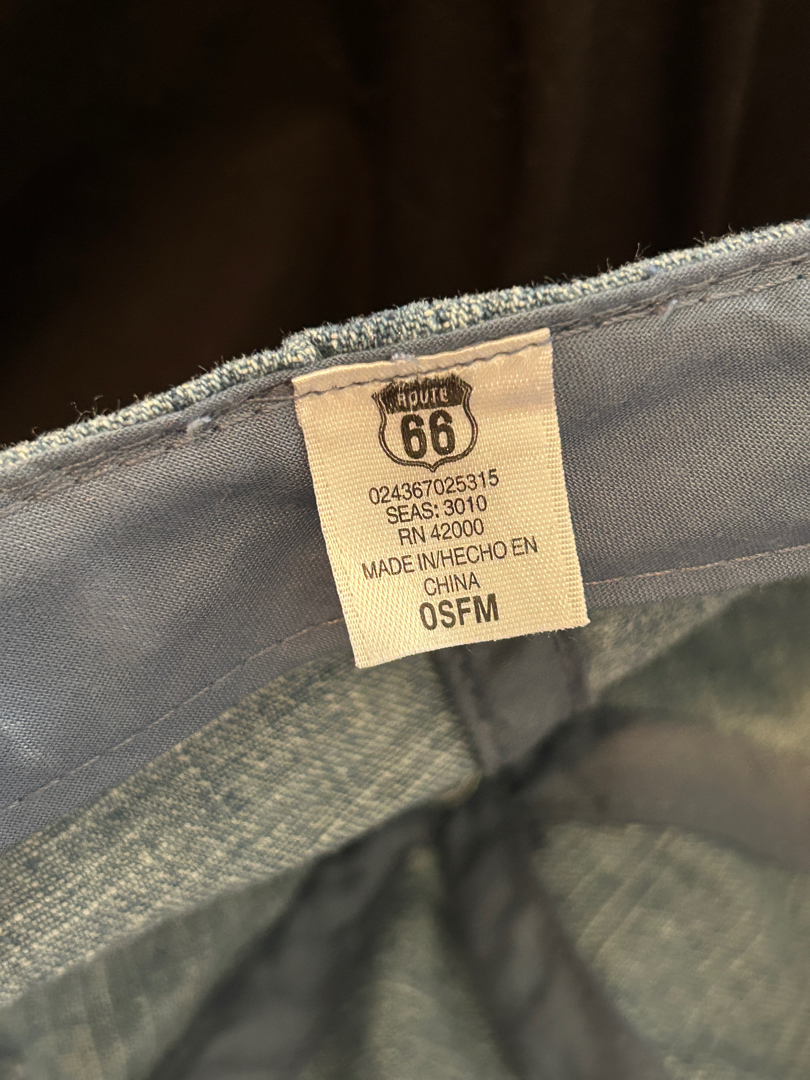 ROUTE
66
024367025315
SEAS: 3010
RN 42000
MADE IN/HECHO EN
CHINA
OSFM